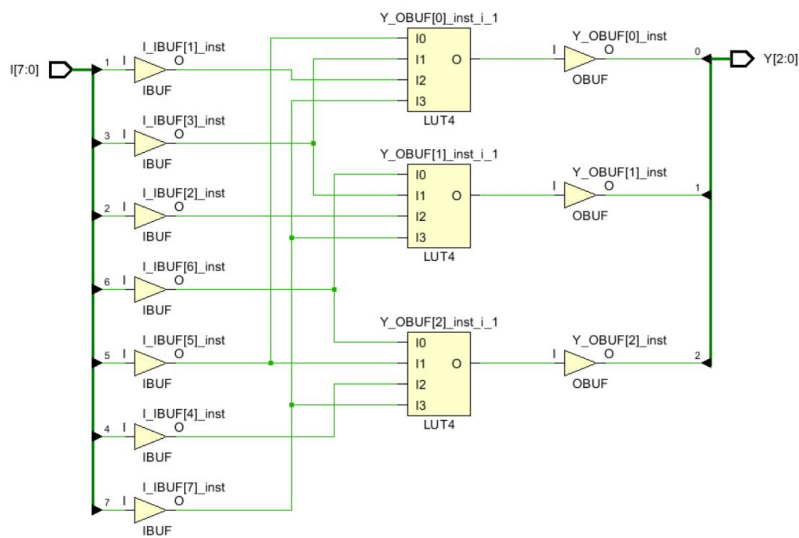 Y_OBUF[0]_inst_i_1
I0
I_IBUF[1]_inst
Y_OBUF[0]_inst
I[7:0]
1 I O
I1 O
I O
0
Y[2:0]
I2
IBUF
I3
OBUF
LUT4
I_IBUF[3]_inst
3 I O
IBUF
Y_OBUF[1]_inst_i_1
I0
Y_OBUF[1]_inst
I_IBUF[2]_inst
I1 O
I O
1
2 I O
I2
OBUF
IBUF
I3
LUT4
I_IBUF[6]_inst
6 I O
IBUF
Y_OBUF[2]_inst_i_1
I_IBUF[5]_inst
I0
Y_OBUF[2]_inst
5 I O
I1 O
I O
2
IBUF
I2
OBUF
I3
I_IBUF[4]_inst
LUT4
4 I O
IBUF
I_IBUF[7]_inst
7 I O
IBUF